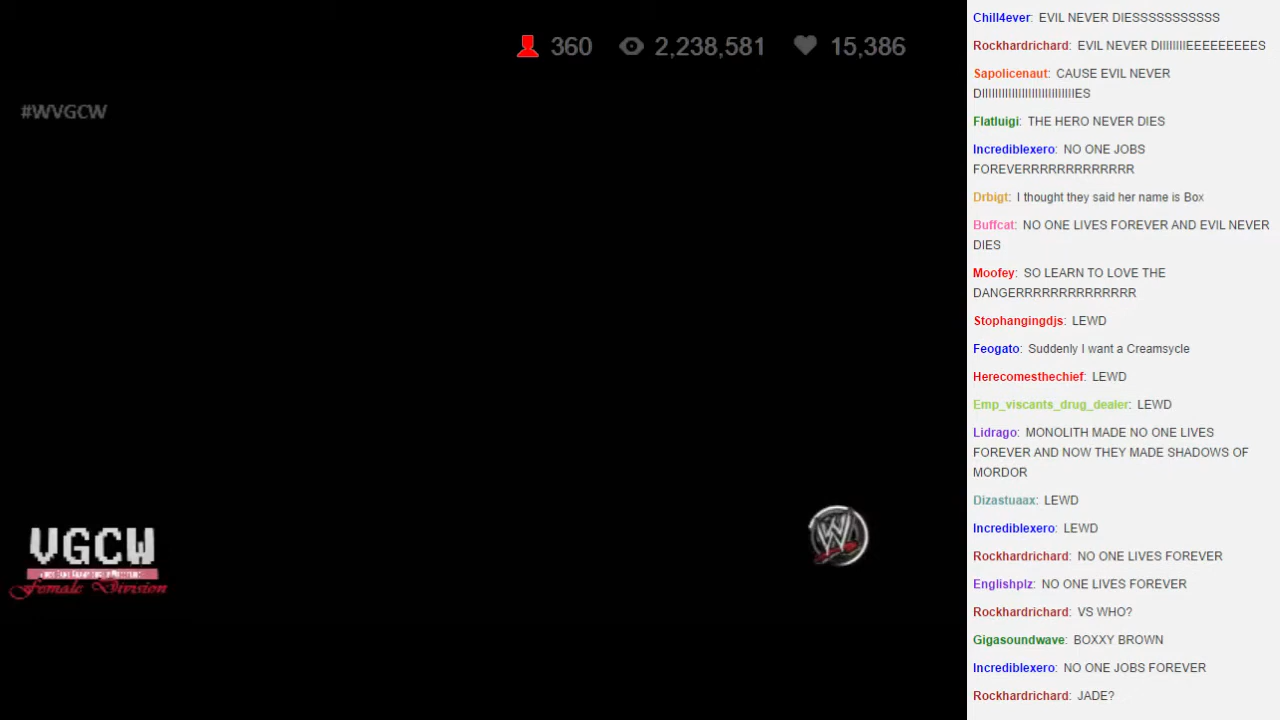 360 2,238,581 15,386
#WVGCW
VGCW
Female Division
Chill4ever: EVIL NEVER DIESSSSSSSSSSS
Rockhardrichard: EVIL NEVER DIIIIIIIEEEEEEEEES
Sapolicenaut: CAUSE EVIL NEVER
DIIIIIIIIIIIIIIIIIIIIIIIIIIIES
Flatluigi: THE HERO NEVER DIES
Incrediblexero: NO ONE JOBS
FOREVERRRRRRRRRRRRR
Drbigt: I thought they said her name is Box
Buffcat: NO ONE LIVES FOREVER AND EVIL NEVER
DIES
Moofey: SO LEARN TO LOVE THE
DANGERRRRRRRRRRRRRR
Stophangingdjs: LEWD
Feogato: Suddenly I want a Creamsycle
Herecomesthechief: LEWD
Emp_viscants_drug_dealer: LEWD
Lidrago: MONOLITH MADE NO ONE LIVES
FOREVER AND NOW THEY MADE SHADOWS OF
MORDOR
Dizastuaax: LEWD
Incrediblexero: LEWD
Rockhardrichard: NO ONE LIVES FOREVER
Englishplz: NO ONE LIVES FOREVER
Rockhardrichard: VS WHO?
Gigasoundwave: BOXXY BROWN
Incrediblexero: NO ONE JOBS FOREVER
Rockhardrichard: JADE?